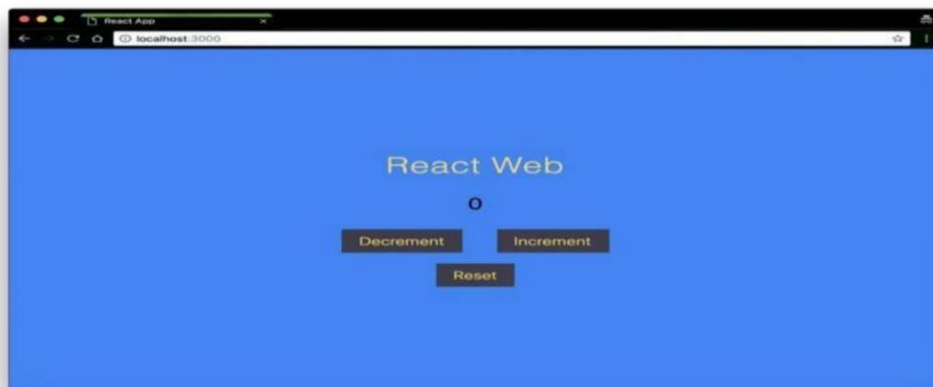 React App
localhost:3000
React Web
0
Decrement Increment
Reset